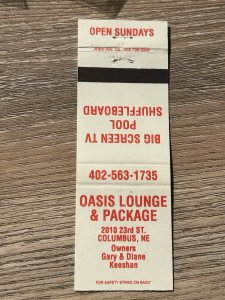 OPEN SUNDAYS
BIG SCREEN TV
POOL
SHUFFLEBOARD
402-563-1735
OASIS LOUNGE
& PACKAGE
2010 23rd ST.
COLUMBUS, NE
Owners
Gary & Diane
Keeshan
FOR SAFETY STRIKE ON BACK